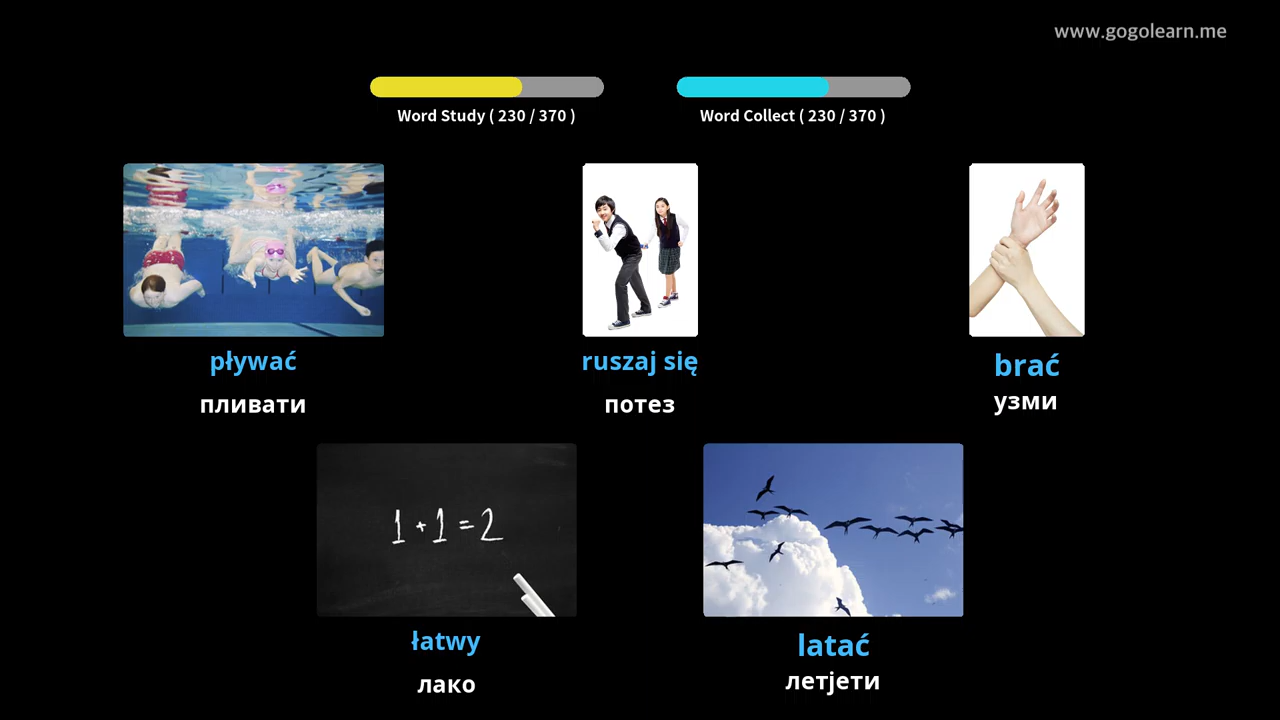 www.gogolearn.me
Word Study ( 230 / 370 )
Word Collect ( 230 / 370 )
pływać
пливати
ruszaj się
потез
brać
узми
1 + 1 = 2
łatwy
лако
latać
летјети